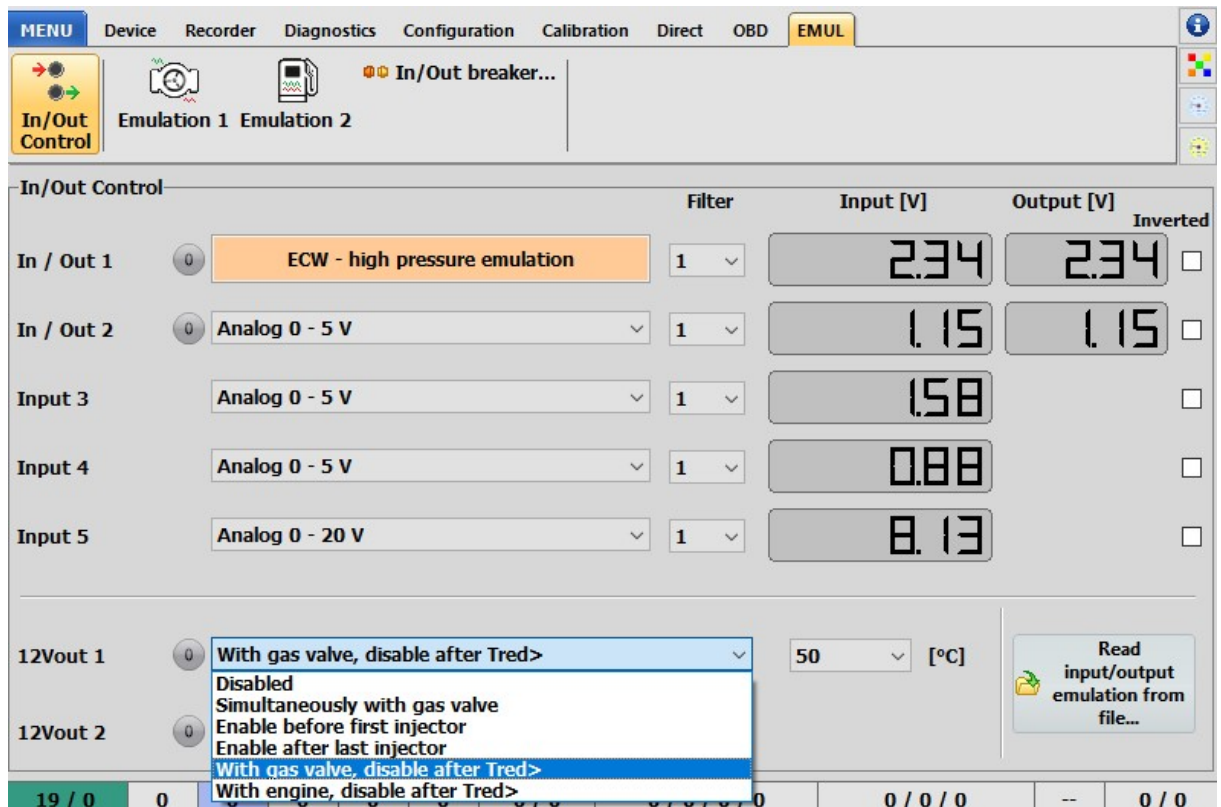 MENU Device Recorder Diagnostics Configuration Calibration Direct OBD EMUL
In/Out Control
Emulation 1
Emulation 2
In/Out breaker...
In/Out Control
Filter Input [V] Output [V]
Inverted
In / Out 1 0 ECW - high pressure emulation 1 2.34 2.34
In / Out 2 0 Analog 0 - 5 V 1 1.15 1.15
Input 3 Analog 0 - 5 V 1 1.58
Input 4 Analog 0 - 5 V 1 0.88
Input 5 Analog 0 - 20 V 1 8.13
12Vout 1 0 With gas valve, disable after Tred> 50 [°C]
Disabled
Simultaneously with gas valve
Enable before first injector
Enable after last injector
With gas valve, disable after Tred>
With engine, disable after Tred>
12Vout 2 0
Read
input/output
emulation from
file...
19 / 0 0 0 / 0 / 0 -- 0 / 0